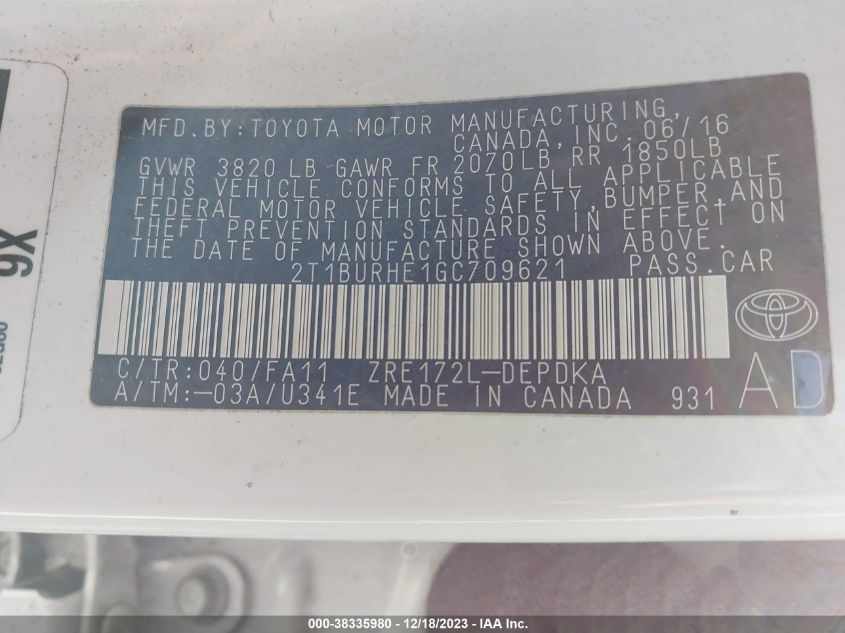 MFD.BY:TOYOTA MOTOR MANUFACTURING,
CANADA,INC.06/16
GVWR 3820 LB GAWR FR 2070LB RR 1850LB
THIS VEHICLE CONFORMS TO ALL APPLICABLE
FEDERAL MOTOR VEHICLE SAFETY,BUMPER,AND
THEFT PREVENTION STANDARDS IN EFFECT ON
THE DATE OF MANUFACTURE SHOWN ABOVE.
2T1BURHE1GC709621 PASS.CAR
C/TR:040/FA11 ZRE172L-DEPDKA
A/TM:-03A/U341E MADE IN CANADA 931
AD
9X
000-38335980 - 12/18/2023 - IAA Inc.